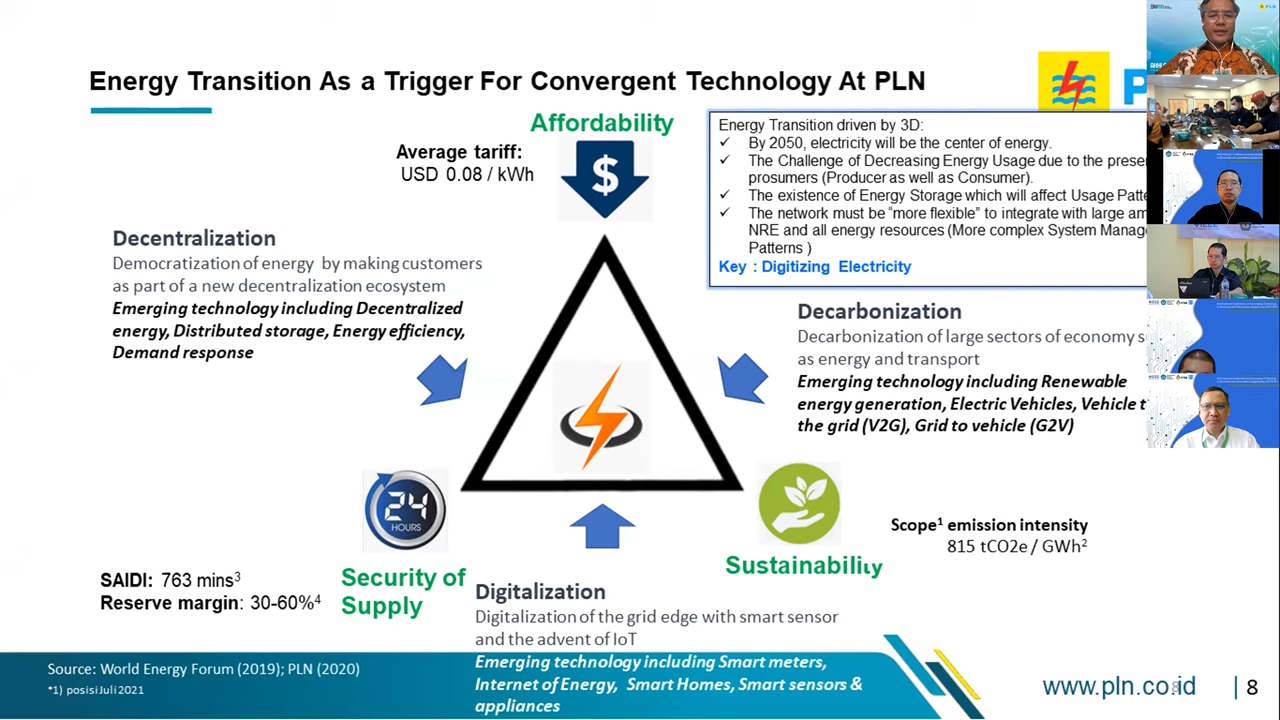 Energy Transition As a Trigger For Convergent Technology At PLN
Affordability
Average tariff:
USD 0.08 / kWh
$
Energy Transition driven by 3D:
✓ By 2050, electricity will be the center of energy.
✓ The Challenge of Decreasing Energy Usage due to the prese
prosumers (Producer as well as Consumer).
✓ The existence of Energy Storage which will affect Usage Patte
✓ The network must be “more flexible” to integrate with large am
NRE and all energy resources (More complex System Manag
Patterns )
Key : Digitizing Electricity
Decentralization
Democratization of energy by making customers
as part of a new decentralization ecosystem
Emerging technology including Decentralized
energy, Distributed storage, Energy efficiency,
Demand response
Decarbonization
Decarbonization of large sectors of economy s
as energy and transport
Emerging technology including Renewable
energy generation, Electric Vehicles, Vehicle t
the grid (V2G), Grid to vehicle (G2V)
24
HOURS
Security of
Supply
SAIDI: 763 mins3
Reserve margin: 30-60%4
Sustainability
Scope1 emission intensity
815 tCO2e / GWh2
Digitalization
Digitalization of the grid edge with smart sensor
and the advent of IoT
Emerging technology including Smart meters,
Internet of Energy, Smart Homes, Smart sensors &
appliances
Source: World Energy Forum (2019); PLN (2020)
*1) posisi Juli 2021
www.pln.co.id
| 8
PLN